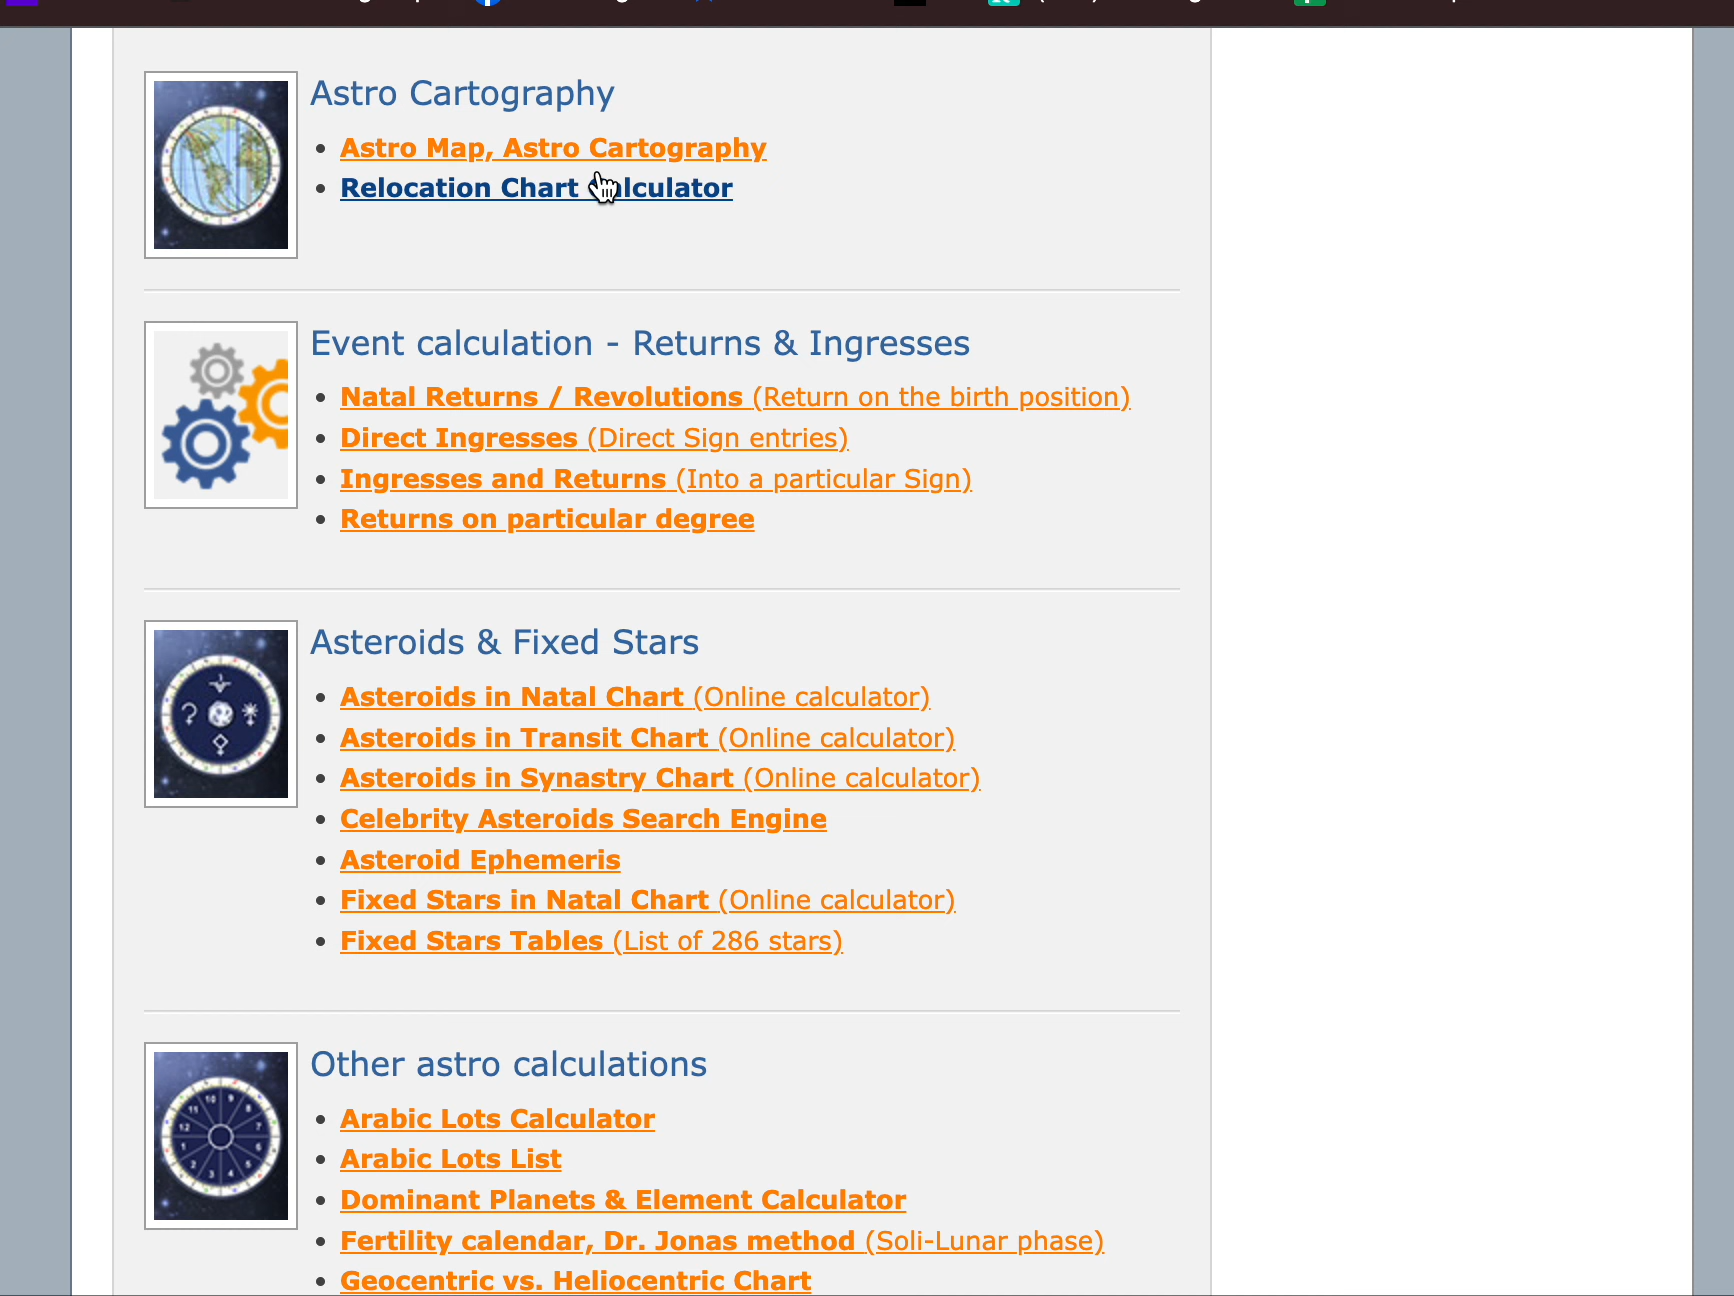 Astro Cartography
Astro Map, Astro Cartography
Relocation Chart Calculator
Event calculation - Returns & Ingresses
Natal Returns / Revolutions (Return on the birth position)
Direct Ingresses (Direct Sign entries)
Ingresses and Returns (Into a particular Sign)
Returns on particular degree
Asteroids & Fixed Stars
Asteroids in Natal Chart (Online calculator)
Asteroids in Transit Chart (Online calculator)
Asteroids in Synastry Chart (Online calculator)
Celebrity Asteroids Search Engine
Asteroid Ephemeris
Fixed Stars in Natal Chart (Online calculator)
Fixed Stars Tables (List of 286 stars)
Other astro calculations
Arabic Lots Calculator
Arabic Lots List
Dominant Planets & Element Calculator
Fertility calendar, Dr. Jonas method (Soli-Lunar phase)
Geocentric vs. Heliocentric Chart